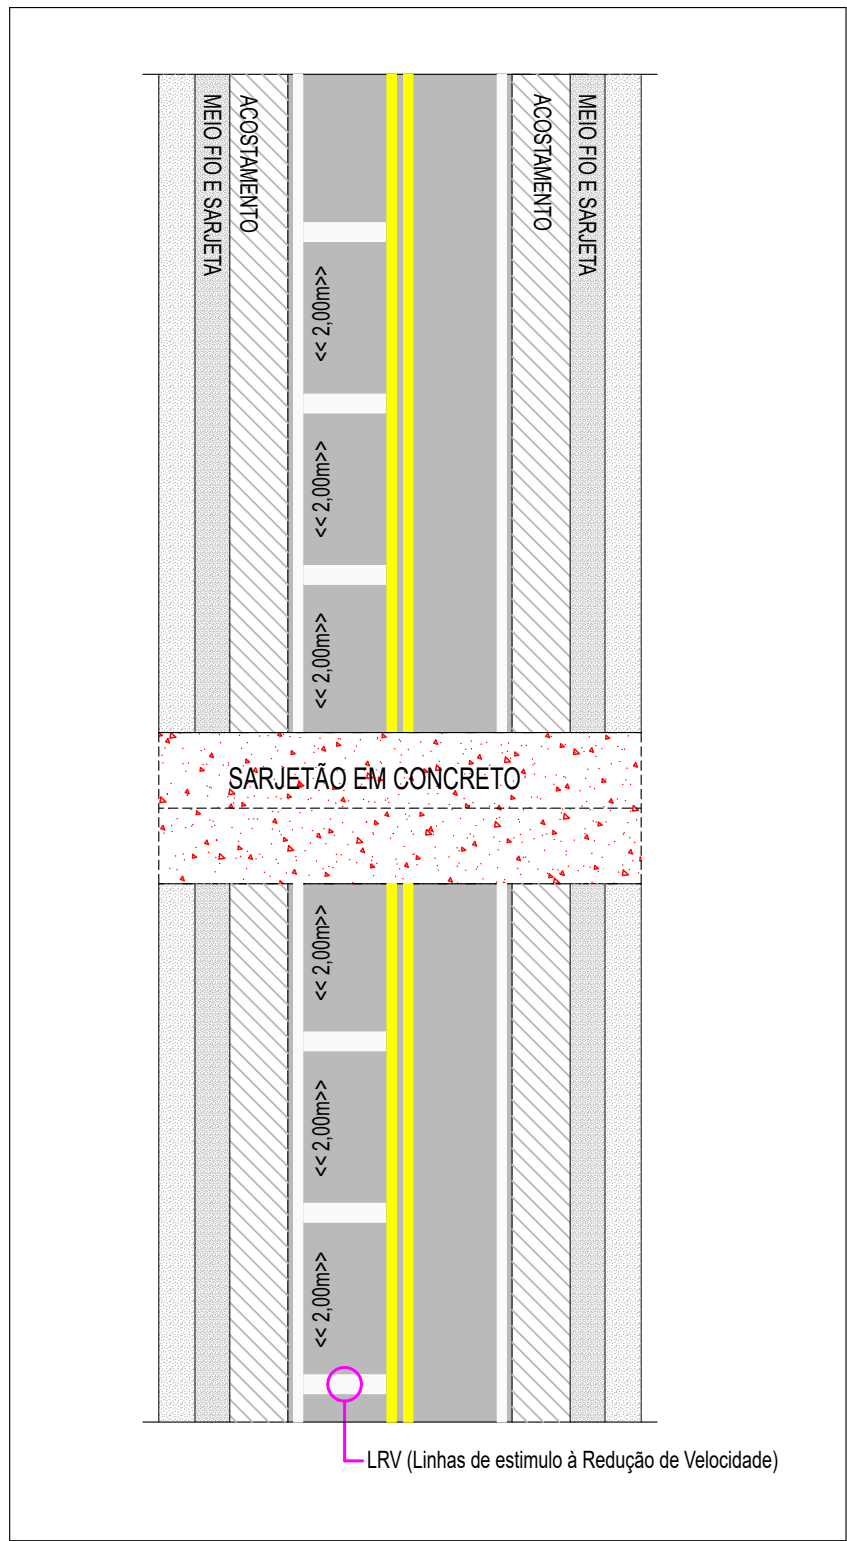 MEIO FIO E SARJETA
ACOSTAMENTO
ACOSTAMENTO
MEIO FIO E SARJETA
<< 2,00m>>
<< 2,00m>>
<< 2,00m>>
SARJETÃO EM CONCRETO
<< 2,00m>>
<< 2,00m>>
<< 2,00m>>
LRV (Linhas de estimulo à Redução de Velocidade)